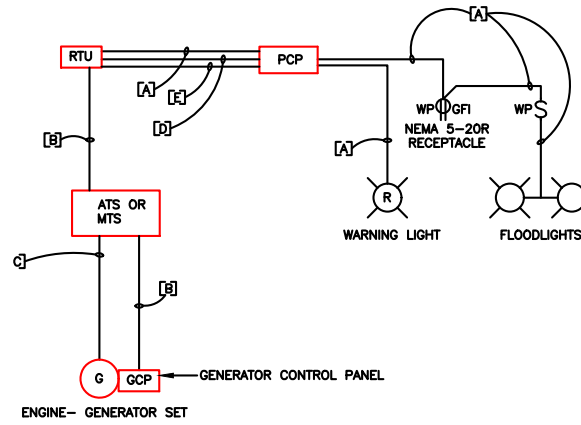 [A]
RTU
PCP
[A]
[E]
[D]
WP GFI
WP
NEMA 5-20R
RECEPTACLE
[B]
[A]
ATS OR
MTS
R
WARNING LIGHT
FLOODLIGHTS
C]
[B]
G
GCP
GENERATOR CONTROL PANEL
ENGINE- GENERATOR SET